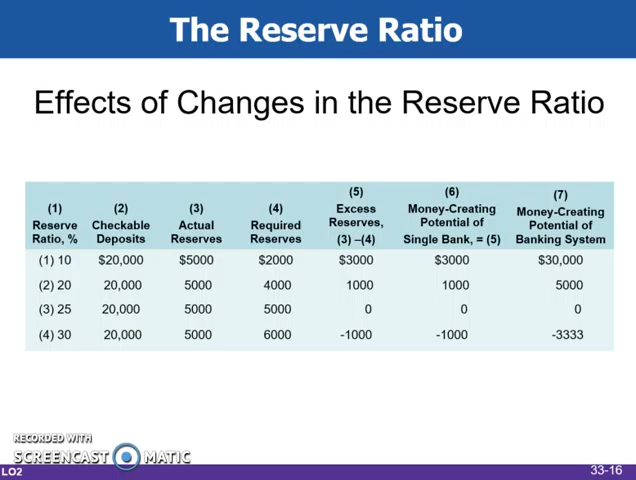 The Reserve Ratio
Effects of Changes in the Reserve Ratio
(1) Reserve Ratio, % (2) Checkable Deposits (3) Actual Reserves (4) Required Reserves (5) Excess Reserves, (3) –(4) (6) Money-Creating Potential of Single Bank, = (5) (7) Money-Creating Potential of Banking System
(1) 10 $20,000 $5000 $2000 $3000 $3000 $30,000
(2) 20 20,000 5000 4000 1000 1000 5000
(3) 25 20,000 5000 5000 0 0 0
(4) 30 20,000 5000 6000 -1000 -1000 -3333
RECORDED WITH
SCREENCAST MATIC
LO2 33-16